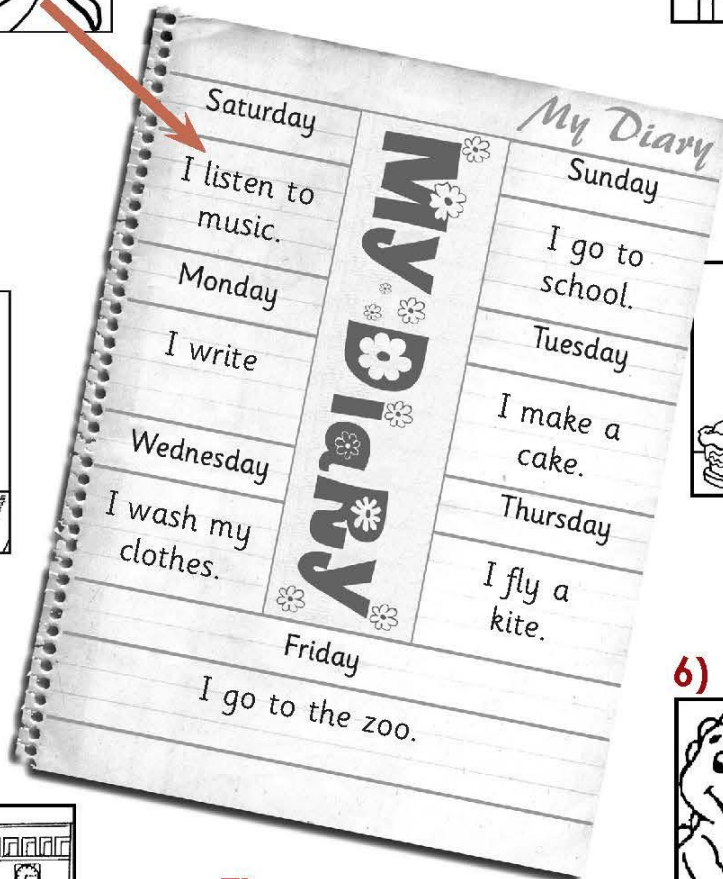 My Diary
Saturday
I listen to
music.
Sunday
I go to
school.
Monday
I write
Tuesday
I make a
cake.
Wednesday
I wash my
clothes.
Thursday
I fly a
kite.
Friday
I go to the zoo.
My DiaRy
6)